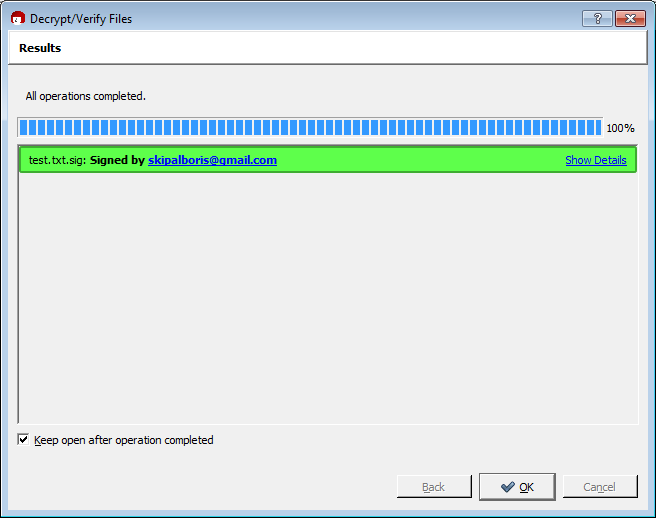 Decrypt/Verify Files
Results
All operations completed.
100%
test.txt.sig: Signed by skipalboris@gmail.com Show Details
Keep open after operation completed
Back OK Cancel